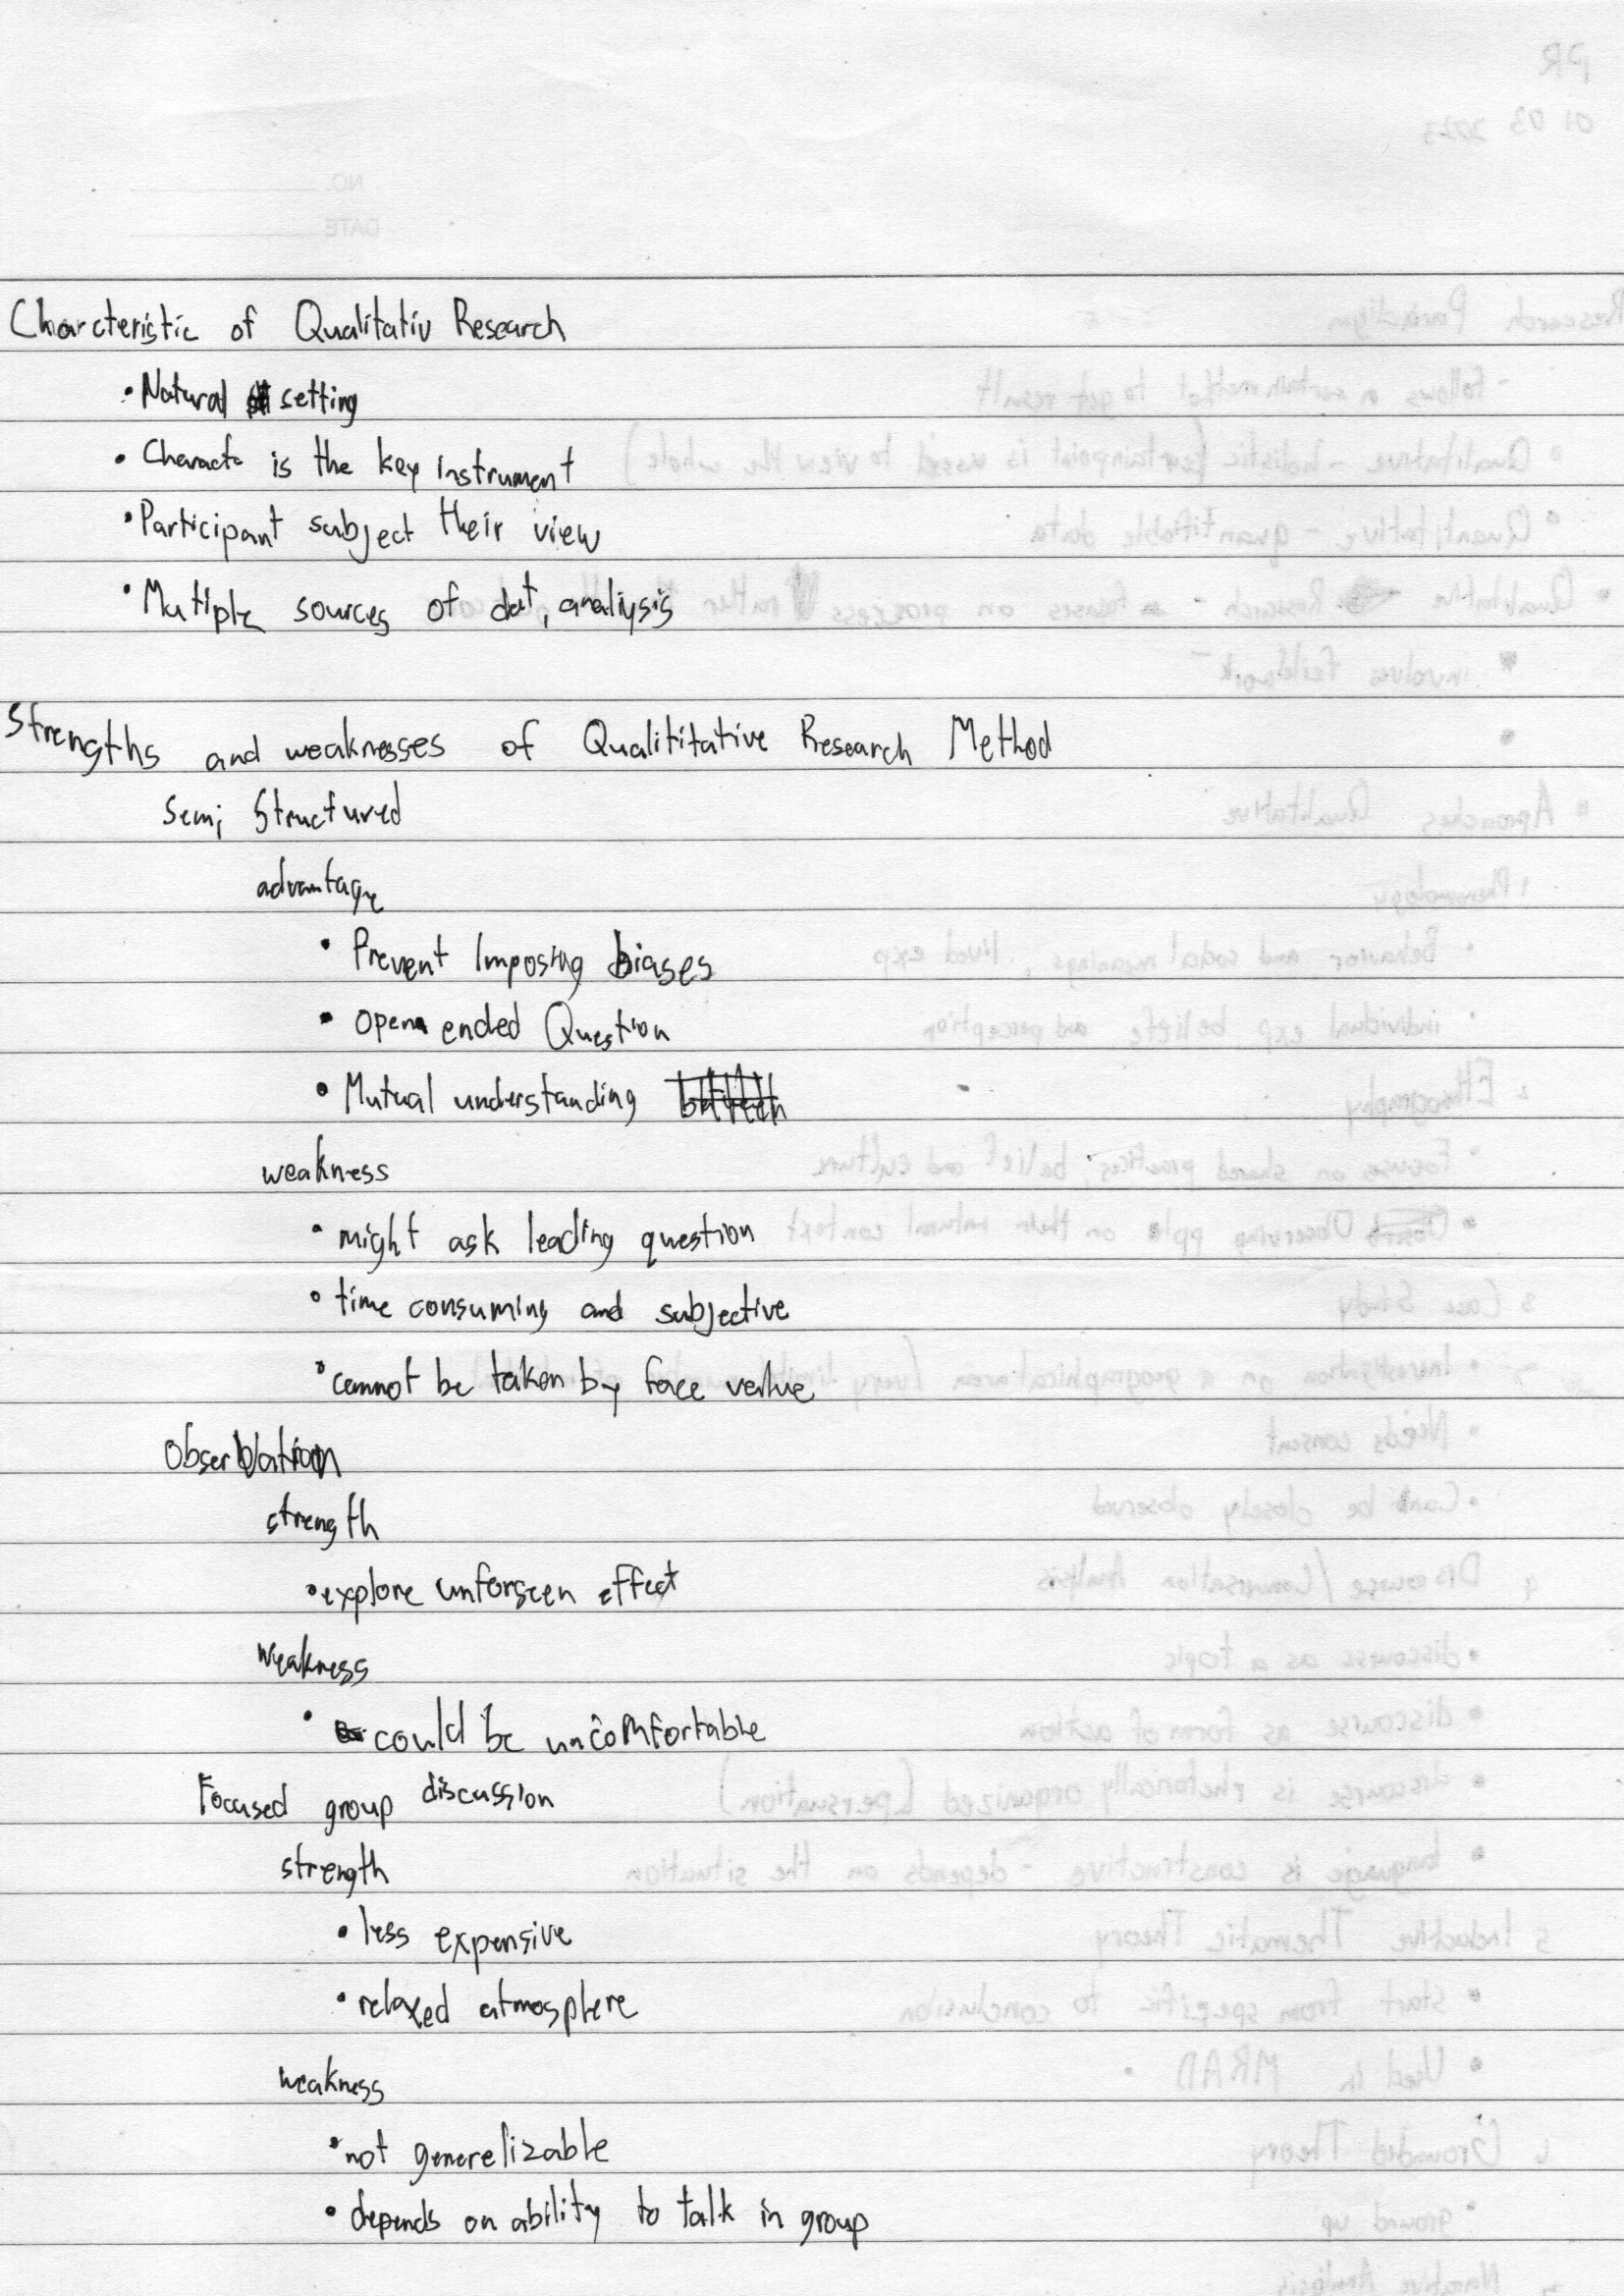 Charcteristic of Qualitativ Research
• Natural setting
• Characte is the key instrument
• Participant subject their view
• Multiple sources of dat, analiysis
Strengths and weaknesses of Qualititative Research Method
Semi Structured
advantage
• Prevent Imposing biases
• open ended Question
• Mutual understanding
weakness
• might ask leading question
• time consuming and subjective
• cannot be taken by face value
Observation
strength
• explore unforseen effect
weakness
• could be uncomfortable
Focused group discussion
strength
• less expensive
• relaxed atmosphere
weakness
• not generelizable
• depends on ability to talk in group